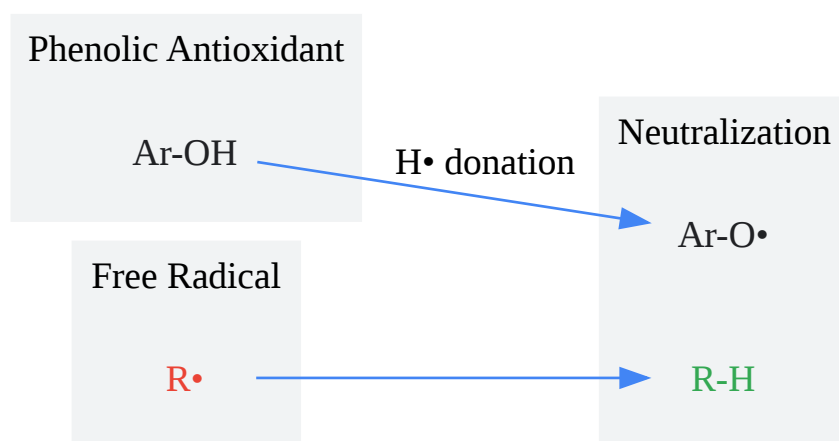 Phenolic Antioxidant
Ar-OH
H• donation
Neutralization
Ar-O•
Free Radical
R•
R-H